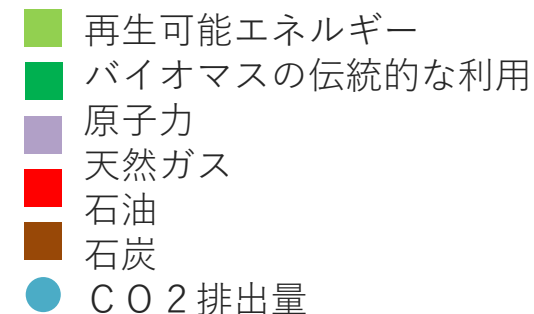 再生可能エネルギー
バイオマスの伝統的な利用
原子力
天然ガス
石油
石炭
ＣＯ２排出量